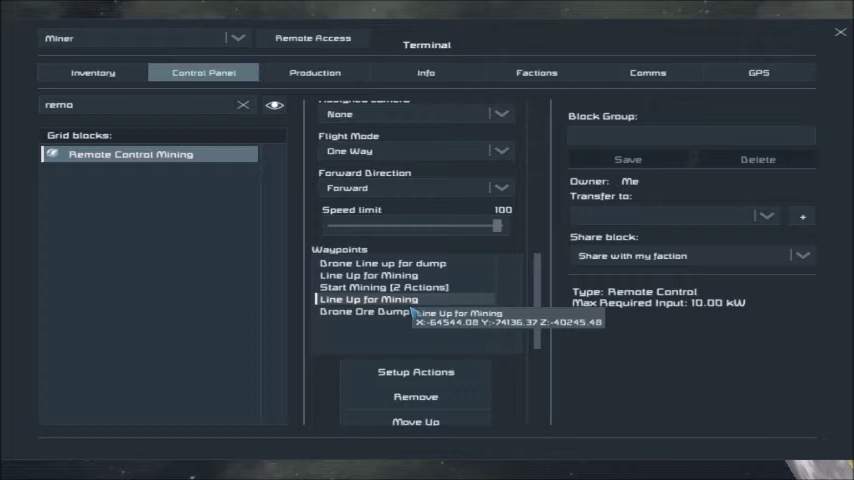 Miner
Remote Access
Terminal
Inventory
Control Panel
Production
Info
Factions
Comms
GPS
remo
Grid blocks:
Remote Control Mining
None
Flight Mode
One Way
Forward Direction
Forward
Speed limit 100
Waypoints
Drone Line up for dump
Line Up for Mining
Start Mining [2 Actions]
Line Up for Mining
Drone Ore Dump
Line Up for Mining
X:-64544.08 Y:-74136.37 Z:-40245.48
Setup Actions
Remove
Move Up
Block Group:
Save
Delete
Owner: Me
Transfer to:
+
Share block:
Share with my faction
Type: Remote Control
Max Required Input: 10.00 kW